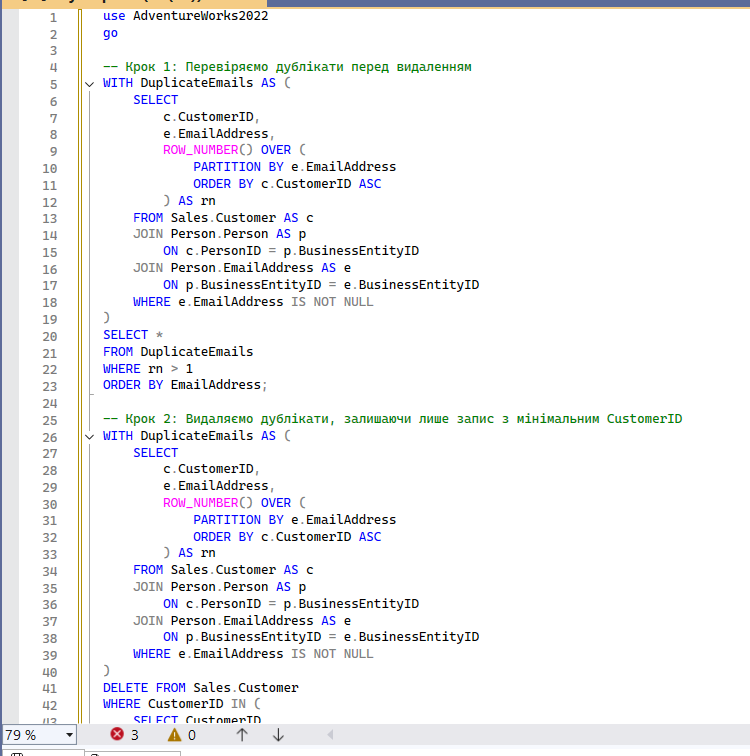 1 use AdventureWorks2022
2 go
3
4 -- Крок 1: Перевіряємо дублікати перед видаленням
5 WITH DuplicateEmails AS (
6 SELECT
7 c.CustomerID,
8 e.EmailAddress,
9 ROW_NUMBER() OVER (
10 PARTITION BY e.EmailAddress
11 ORDER BY c.CustomerID ASC
12 ) AS rn
13 FROM Sales.Customer AS c
14 JOIN Person.Person AS p
15 ON c.PersonID = p.BusinessEntityID
16 JOIN Person.EmailAddress AS e
17 ON p.BusinessEntityID = e.BusinessEntityID
18 WHERE e.EmailAddress IS NOT NULL
19 )
20 SELECT *
21 FROM DuplicateEmails
22 WHERE rn > 1
23 ORDER BY EmailAddress;
24
25 -- Крок 2: Видаляємо дублікати, залишаючи лише запис з мінімальним CustomerID
26 WITH DuplicateEmails AS (
27 SELECT
28 c.CustomerID,
29 e.EmailAddress,
30 ROW_NUMBER() OVER (
31 PARTITION BY e.EmailAddress
32 ORDER BY c.CustomerID ASC
33 ) AS rn
34 FROM Sales.Customer AS c
35 JOIN Person.Person AS p
36 ON c.PersonID = p.BusinessEntityID
37 JOIN Person.EmailAddress AS e
38 ON p.BusinessEntityID = e.BusinessEntityID
39 WHERE e.EmailAddress IS NOT NULL
40 )
41 DELETE FROM Sales.Customer
42 WHERE CustomerID IN (
43 SELECT CustomerID
79 % 3 0